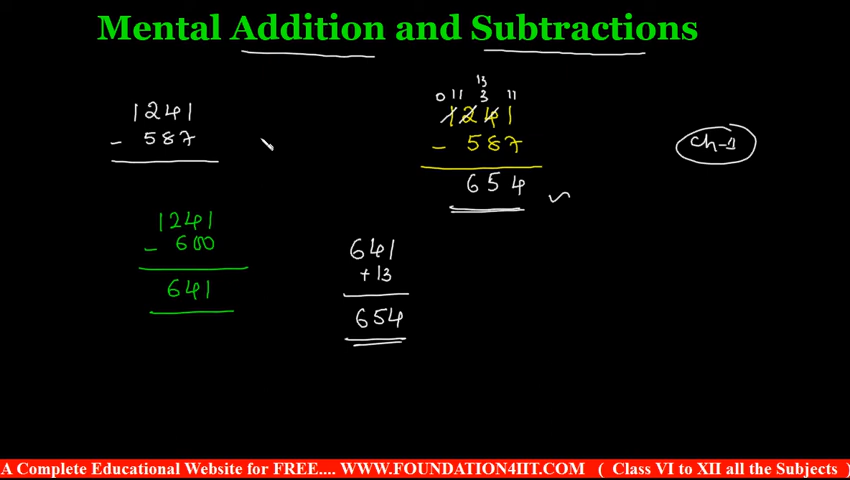 Mental Addition and Subtractions
1241
- 587
0 11 13 3 11
1241
- 587
654
Ch-1
1241
- 600
641
641
+ 13
654
A Complete Educational Website for FREE.... WWW.FOUNDATION4IIT.COM ( Class VI to XII all the Subjects )